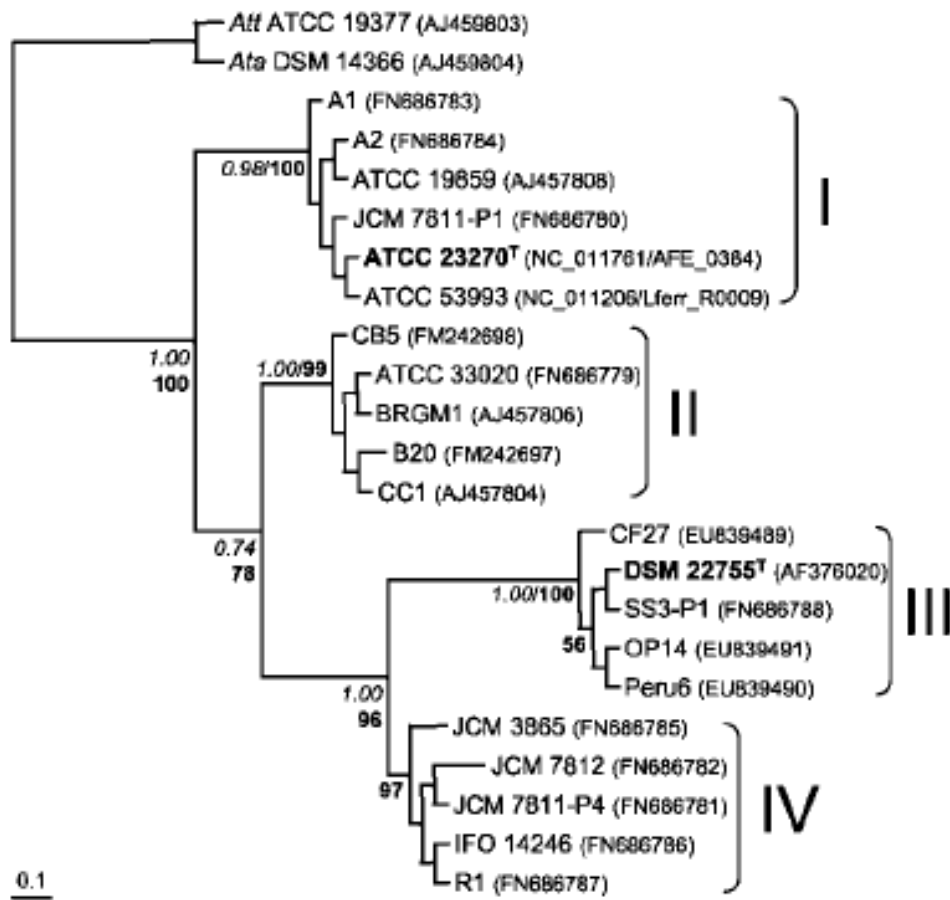 Att ATCC 19377 (AJ459803)
Ata DSM 14366 (AJ459804)
A1 (FN686783)
A2 (FN686784)
0.98/100
ATCC 19859 (AJ457808)
I
JCM 7811-P1 (FN686780)
ATCC 23270T (NC_011761/AFE_0384)
ATCC 53993 (NC_011206/Lferr_R0009)
CB5 (FM242698)
1.00
100
1.00/99
ATCC 33020 (FN686779)
BRGM1 (AJ457806)
II
B20 (FM242697)
CC1 (AJ457804)
CF27 (EU839489)
0.74
78
DSM 22755T (AF376020)
1.00/100
SS3-P1 (FN686788)
III
56
OP14 (EU839491)
Peru6 (EU839490)
1.00
96
JCM 3865 (FN686785)
JCM 7812 (FN686782)
97
JCM 7811-P4 (FN686781)
IV
IFO 14246 (FN686786)
R1 (FN686787)
0.1